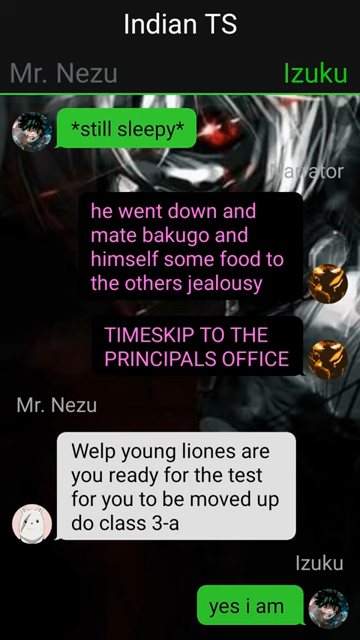 Indian TS
Mr. Nezu Izuku
*still sleepy*
Narrator
he went down and
mate bakugo and
himself some food to
the others jealousy
TIMESKIP TO THE
PRINCIPALS OFFICE
Mr. Nezu
Welp young liones are
you ready for the test
for you to be moved up
do class 3-a
Izuku
yes i am